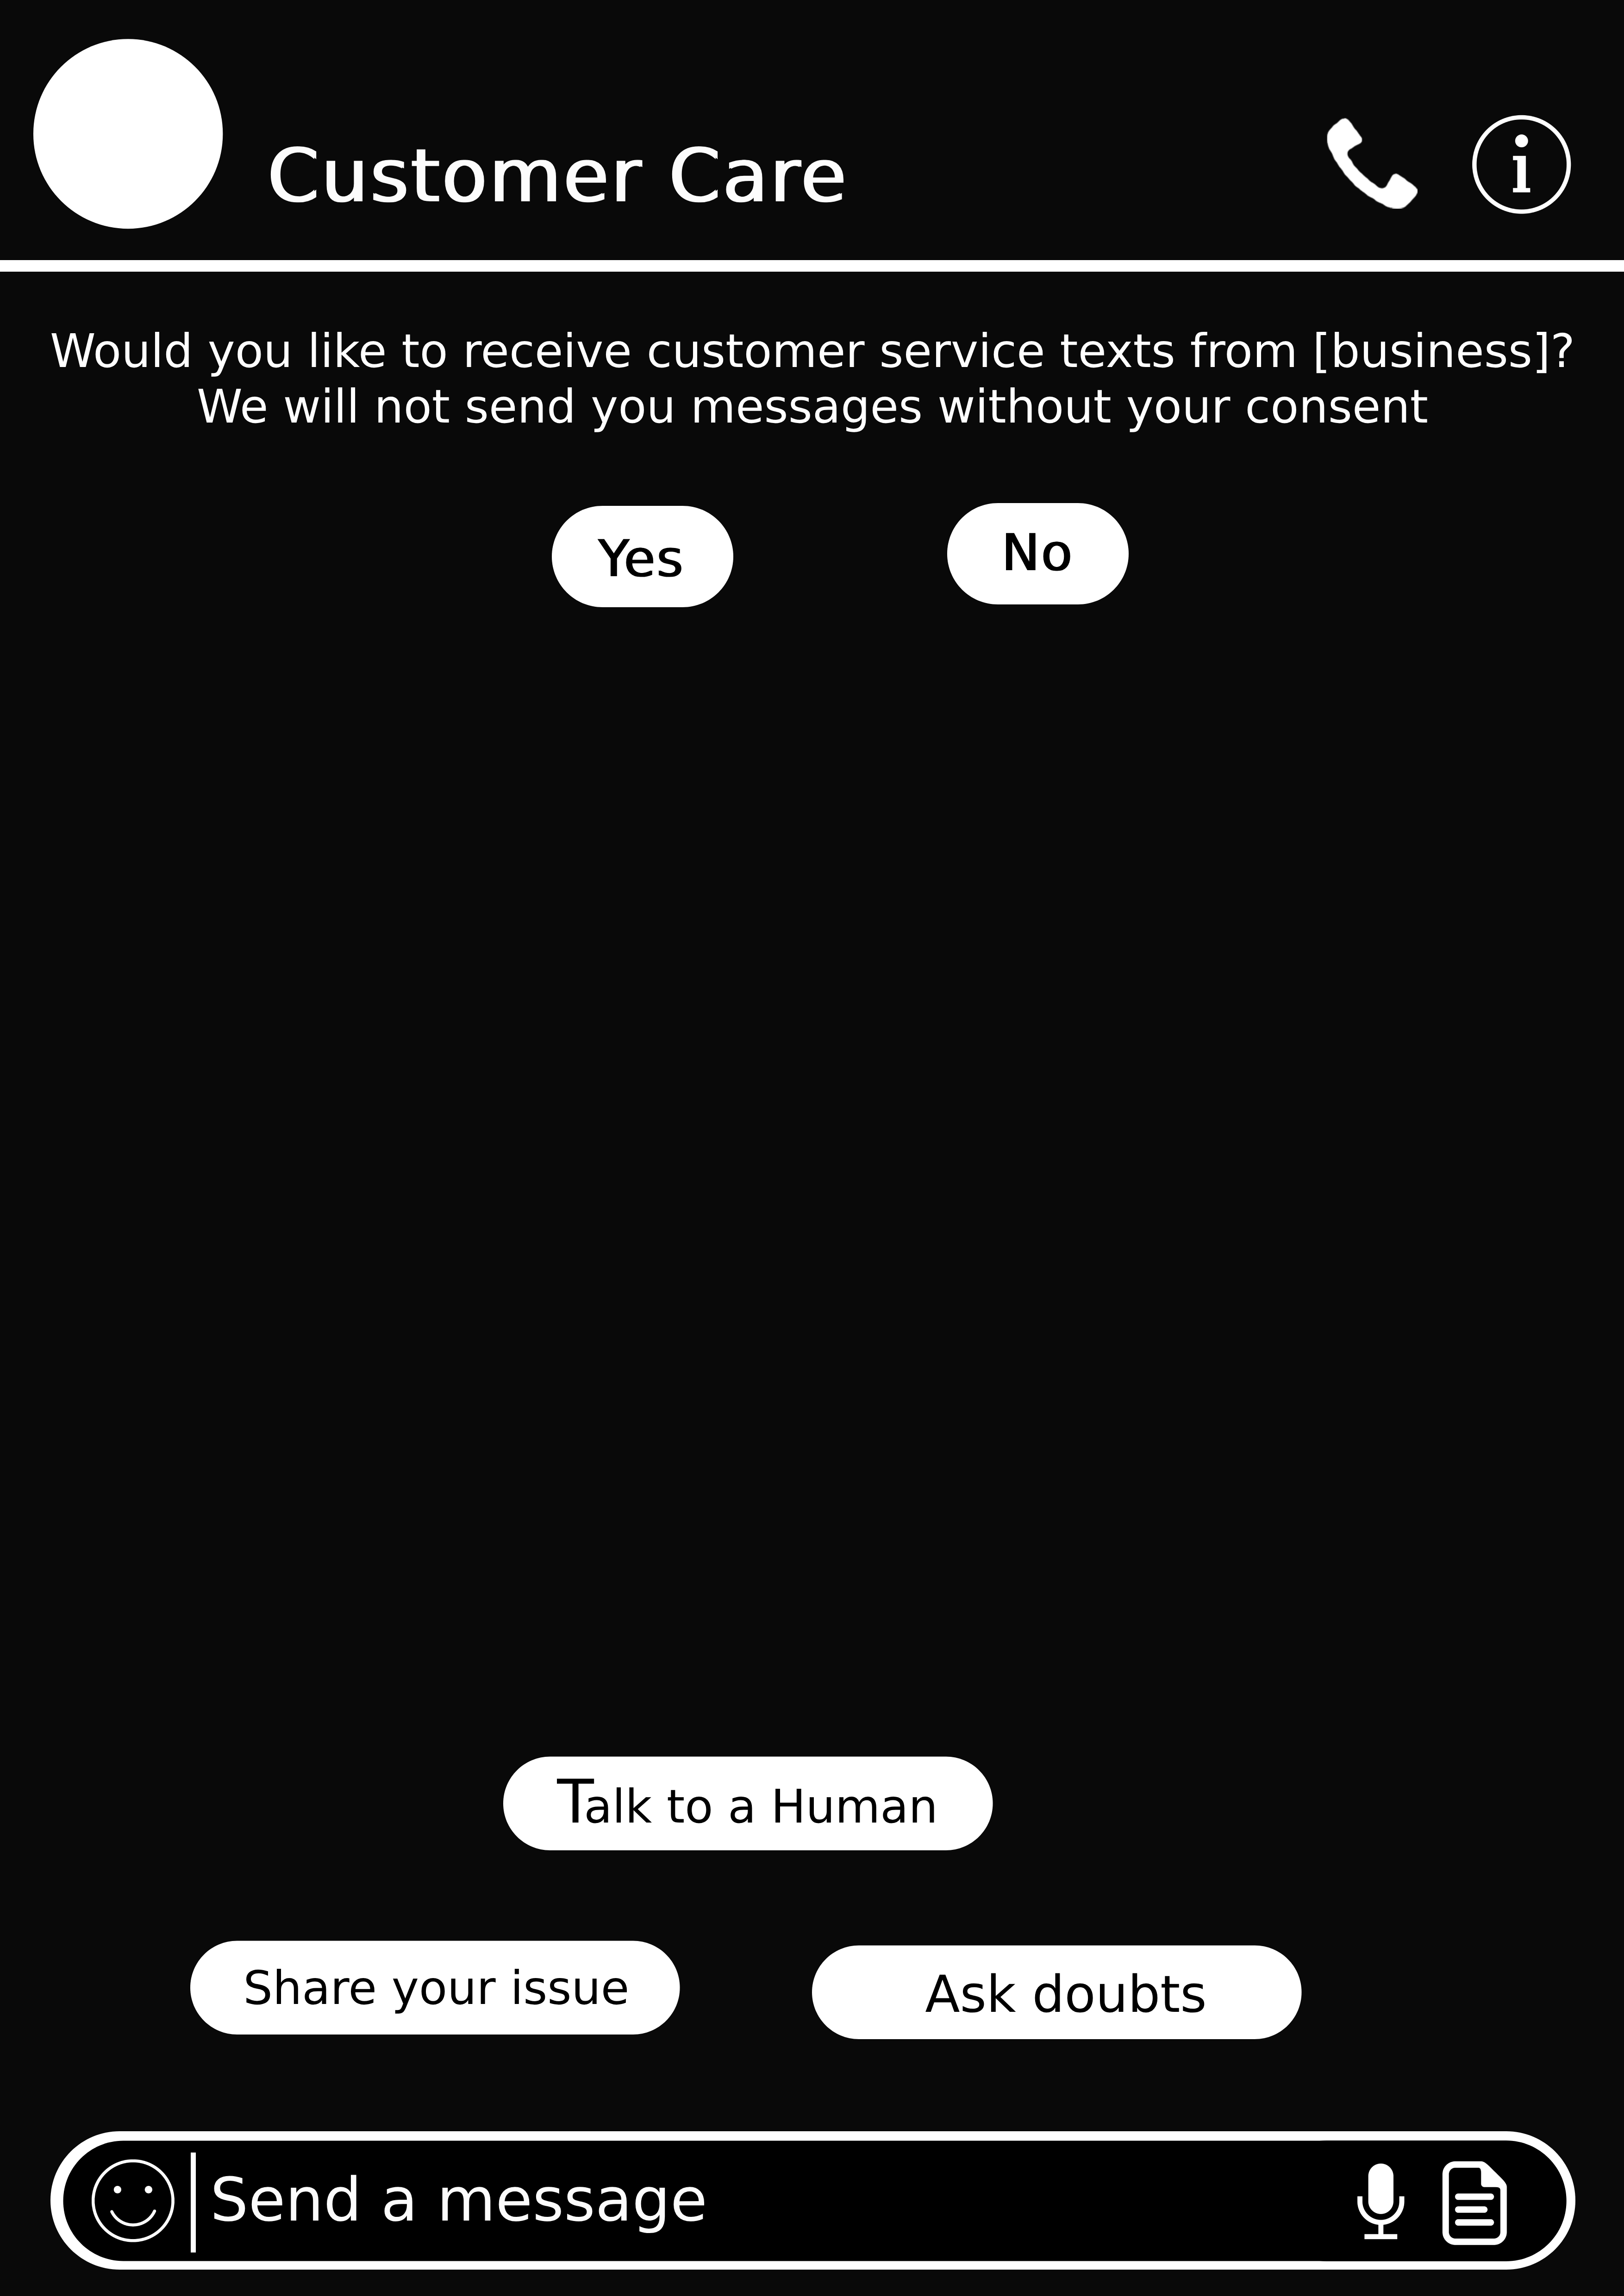 Customer Care
Would you like to receive customer service texts from [business]?
We will not send you messages without your consent
Yes
No
Talk to a Human
Share your issue
Ask doubts
Send a message